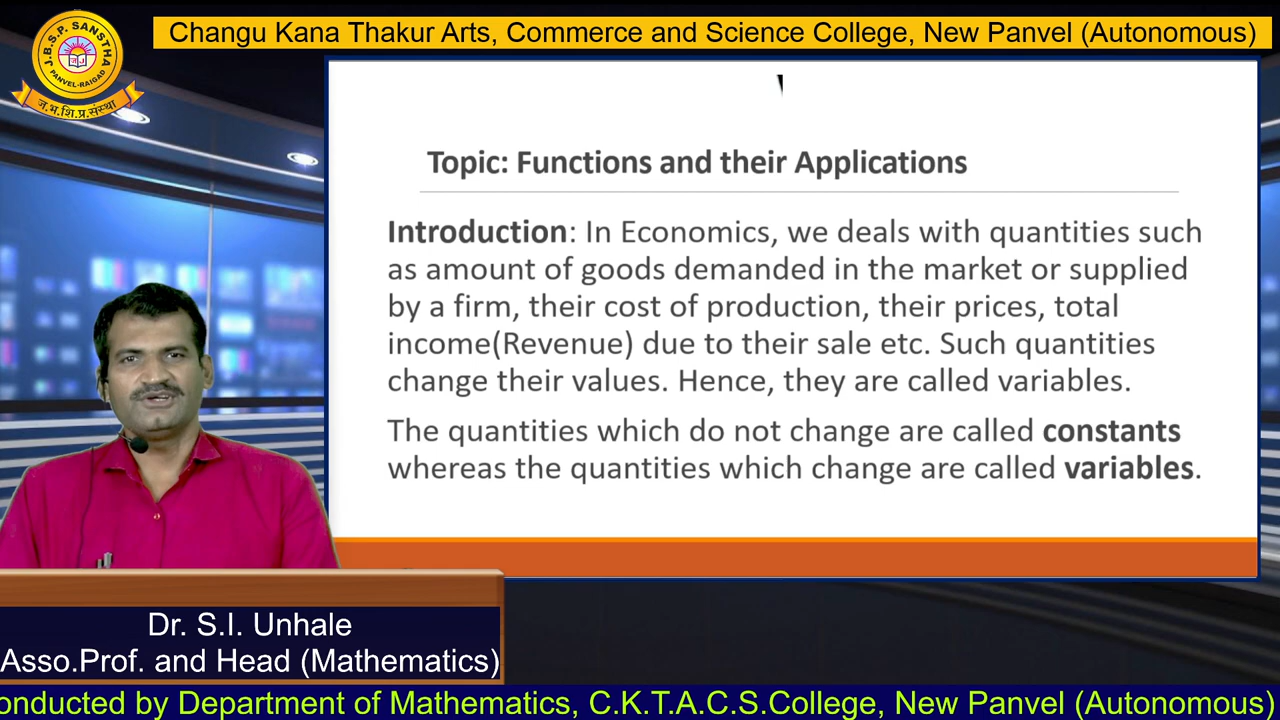 Changu Kana Thakur Arts, Commerce and Science College, New Panvel (Autonomous)
J.B.S.P. SANSTHA
PANVEL-RAIGAD
ज.भ.शि.प्र.संस्था
Topic: Functions and their Applications
Introduction: In Economics, we deals with quantities such
as amount of goods demanded in the market or supplied
by a firm, their cost of production, their prices, total
income(Revenue) due to their sale etc. Such quantities
change their values. Hence, they are called variables.
The quantities which do not change are called constants
whereas the quantities which change are called variables.
Dr. S.I. Unhale
Asso.Prof. and Head (Mathematics)
onducted by Department of Mathematics, C.K.T.A.C.S.College, New Panvel (Autonomous)